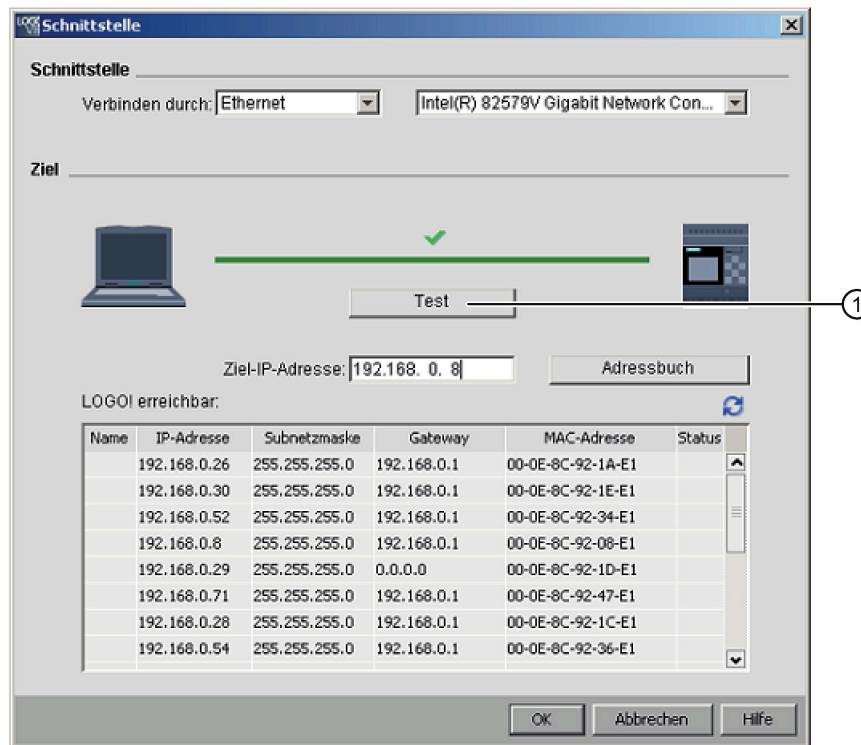 Schnittstelle
Schnittstelle
Verbinden durch: Ethernet Intel(R) 82579V Gigabit Network Con...
Ziel
Test
1
Ziel-IP-Adresse: 192.168. 0. 8 Adressbuch
LOGO! erreichbar:
Name IP-Adresse Subnetzmaske Gateway MAC-Adresse Status
192.168.0.26 255.255.255.0 192.168.0.1 00-0E-8C-92-1A-E1
192.168.0.30 255.255.255.0 192.168.0.1 00-0E-8C-92-1E-E1
192.168.0.52 255.255.255.0 192.168.0.1 00-0E-8C-92-34-E1
192.168.0.8 255.255.255.0 192.168.0.1 00-0E-8C-92-08-E1
192.168.0.29 255.255.255.0 0.0.0.0 00-0E-8C-92-1D-E1
192.168.0.71 255.255.255.0 192.168.0.1 00-0E-8C-92-47-E1
192.168.0.28 255.255.255.0 192.168.0.1 00-0E-8C-92-1C-E1
192.168.0.54 255.255.255.0 192.168.0.1 00-0E-8C-92-36-E1
OK Abbrechen Hilfe